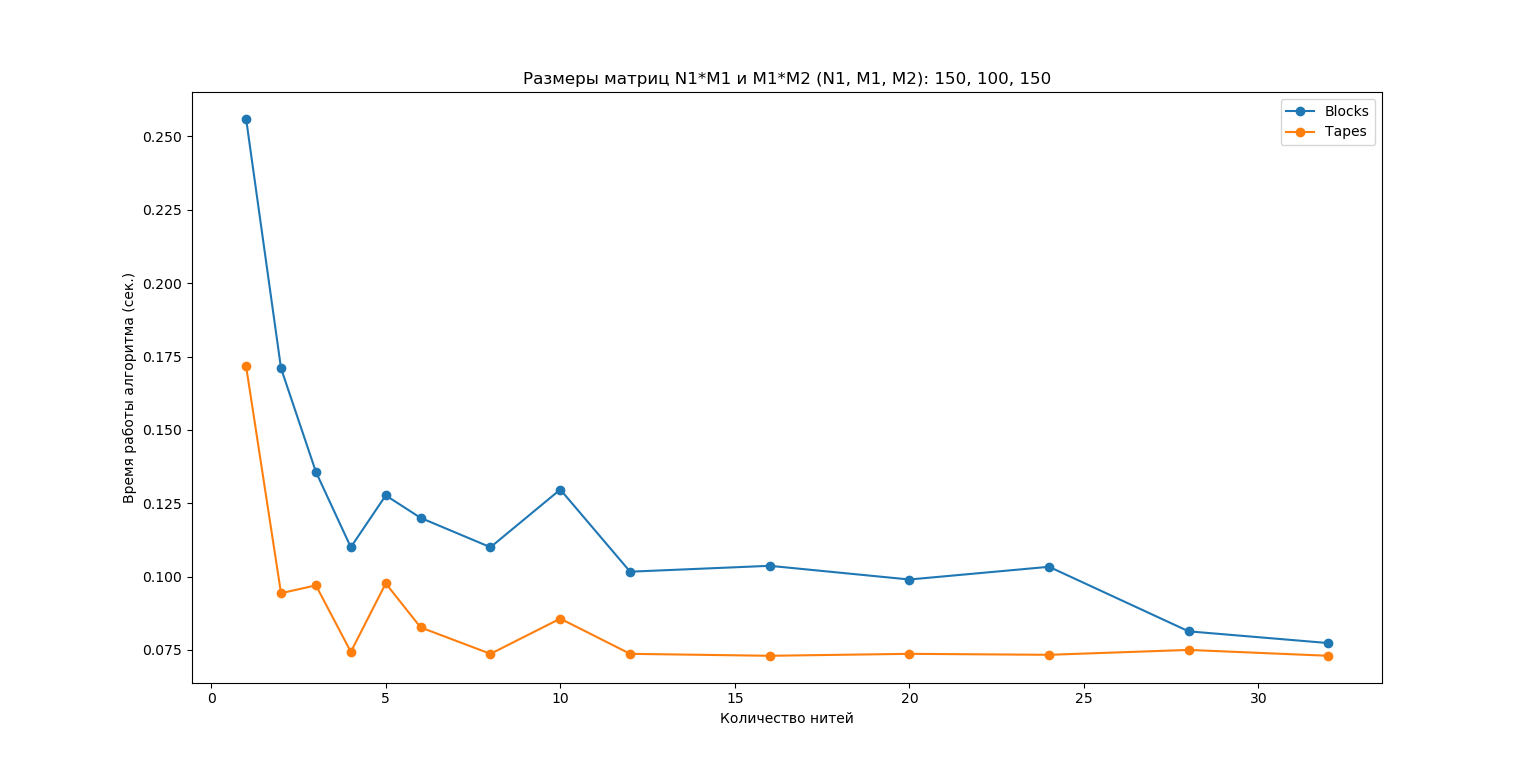 Размеры матриц N1*M1 и M1*M2 (N1, M1, M2): 150, 100, 150
Blocks
Tapes
Время работы алгоритма (сек.)
0.250
0.225
0.200
0.175
0.150
0.125
0.100
0.075
0 5 10 15 20 25 30
Количество нитей